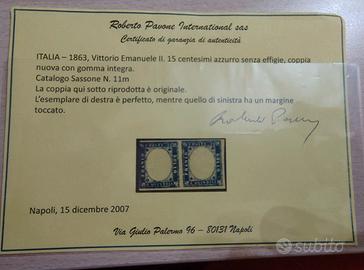 Roberto Pavone International sas
Certificato di garanzia di autenticità
ITALIA – 1863, Vittorio Emanuele II. 15 centesimi azzurro senza effigie, coppia
nuova con gomma integra.
Catalogo Sassone N. 11m
La coppia qui sotto riprodotta è originale.
L'esemplare di destra è perfetto, mentre quello di sinistra ha un margine
toccato.
Napoli, 15 dicembre 2007
Via Giulio Palermo 96 – 80131 Napoli
subito